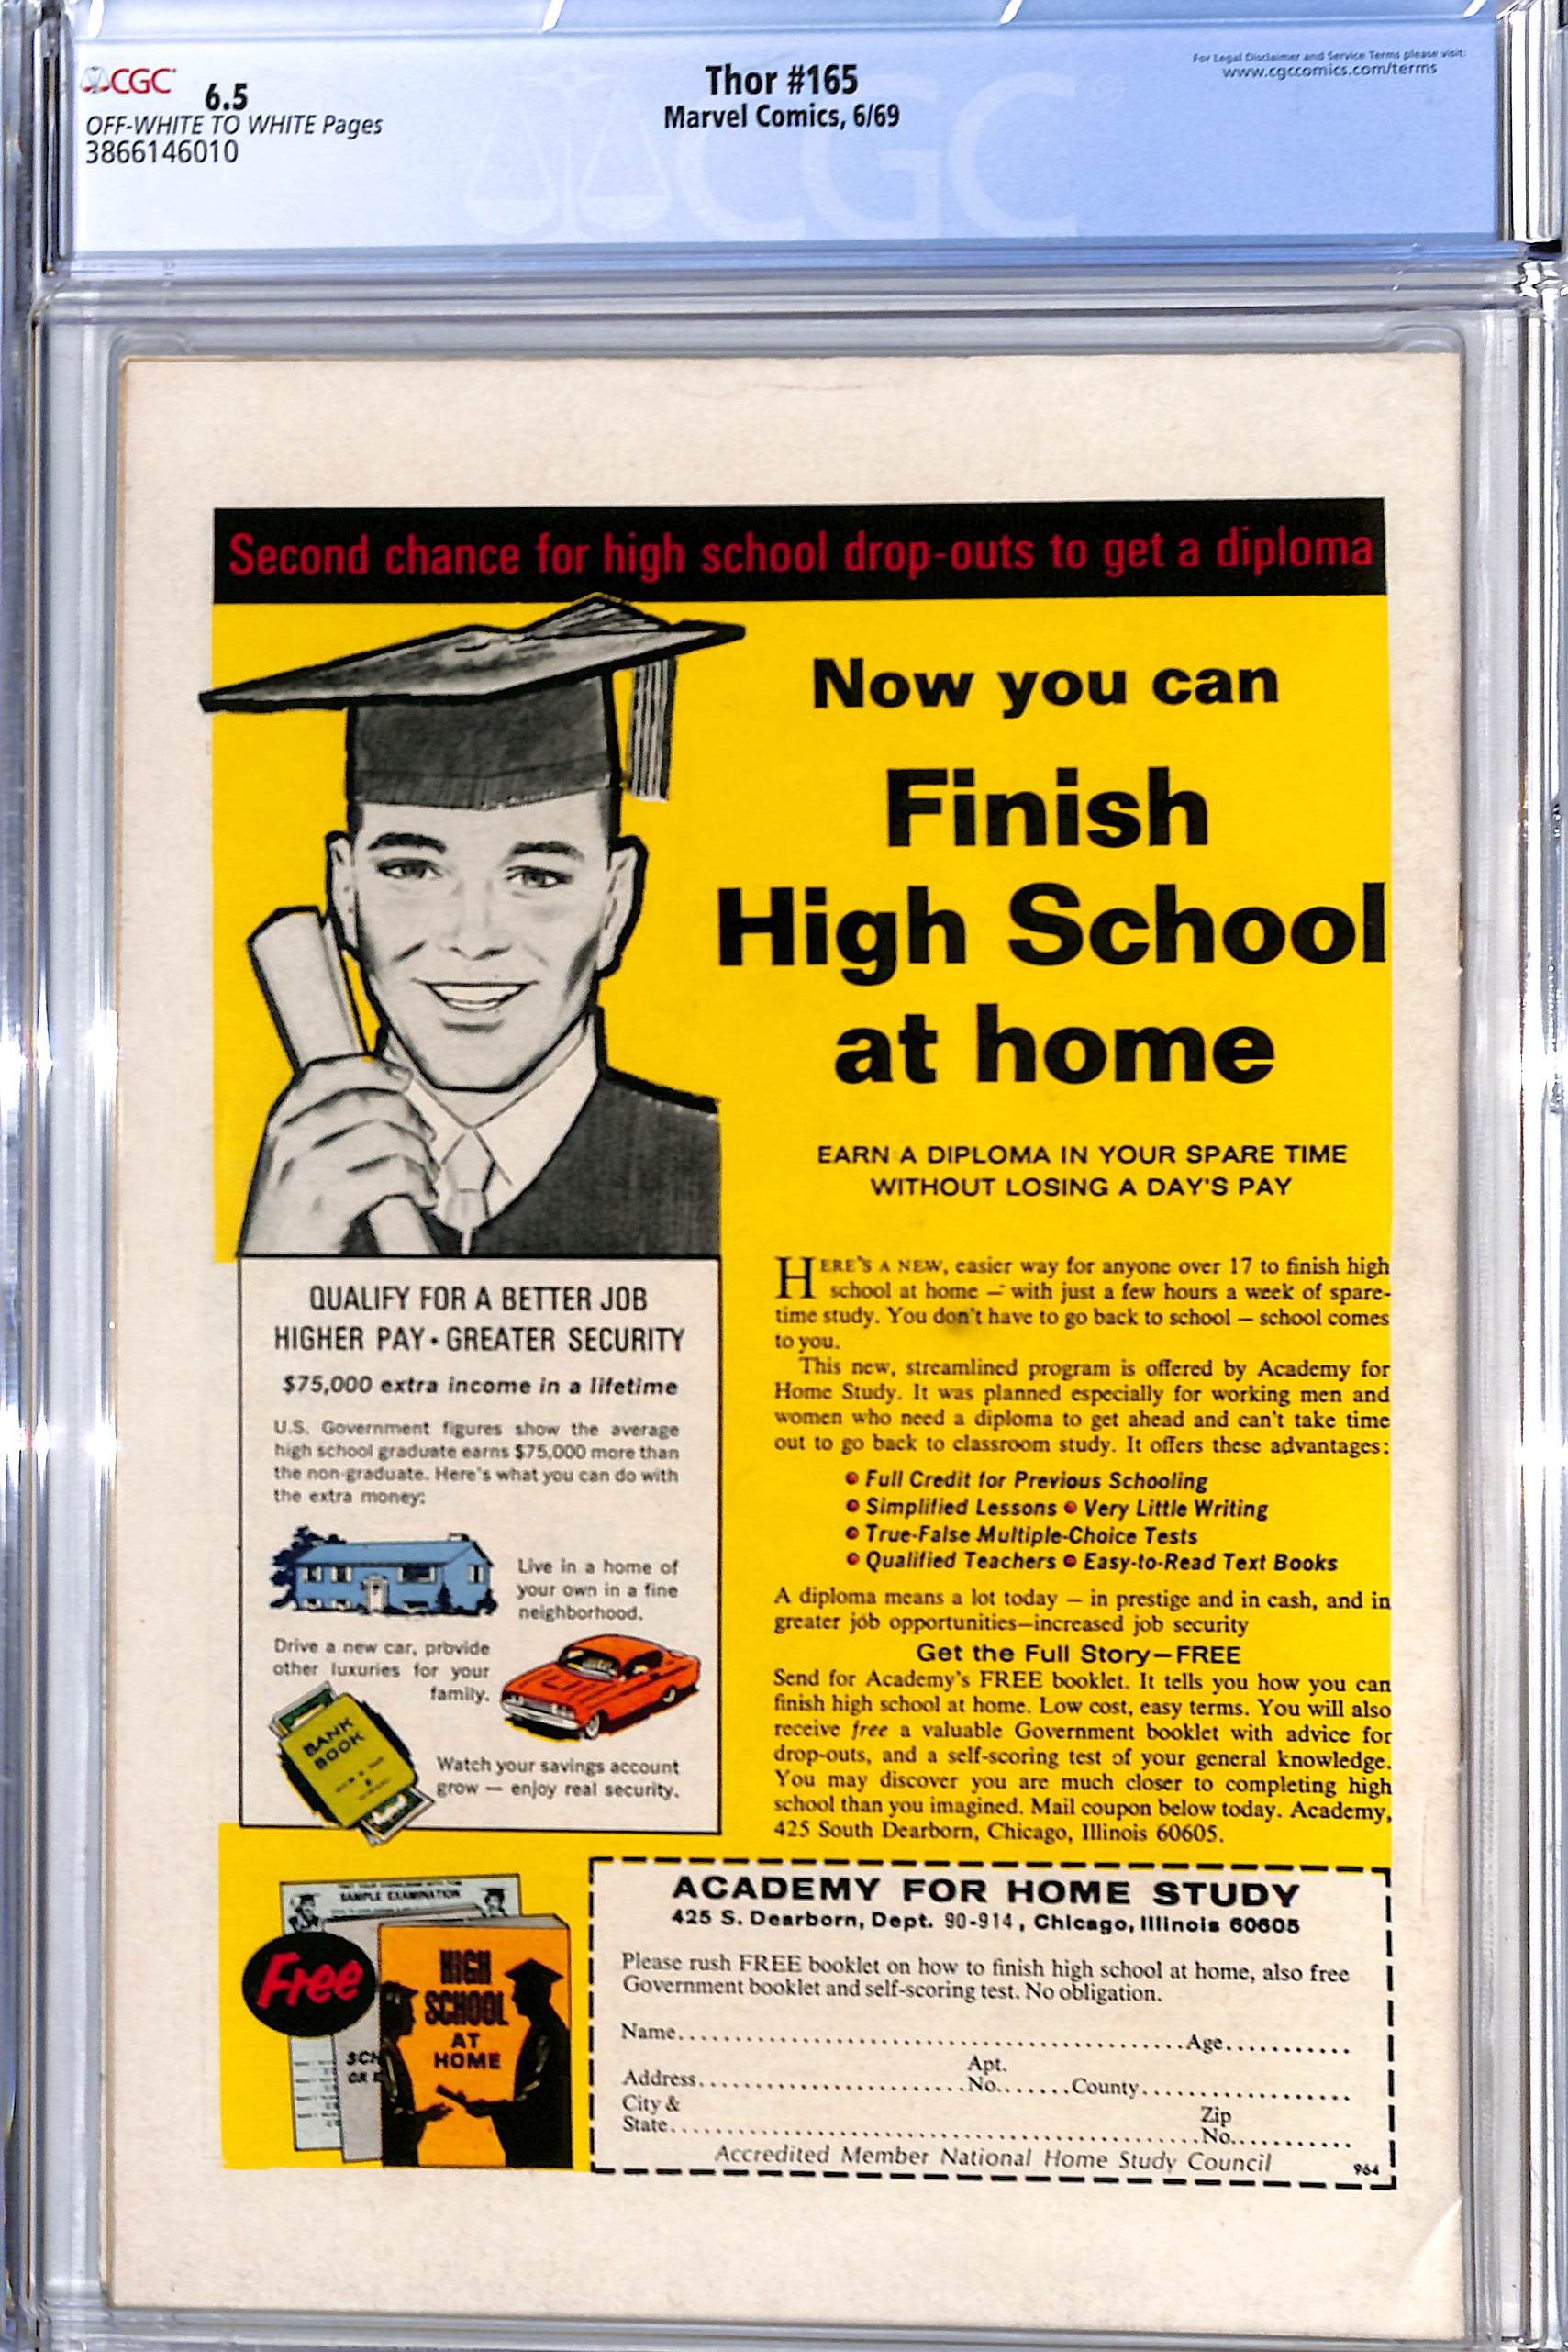 CGC 6.5
OFF-WHITE TO WHITE Pages
3866146010
Thor #165
Marvel Comics, 6/69
For Legal Disclaimer and Service Terms please visit:
www.cgccomics.com/terms
CGC
Second chance for high school drop-outs to get a diploma
Now you can
Finish
High School
at home
EARN A DIPLOMA IN YOUR SPARE TIME
WITHOUT LOSING A DAY'S PAY
QUALIFY FOR A BETTER JOB
HIGHER PAY • GREATER SECURITY
$75,000 extra income in a lifetime
U.S. Government figures show the average
high school graduate earns $75,000 more than
the non-graduate. Here's what you can do with
the extra money:
Live in a home of
your own in a fine
neighborhood.
Drive a new car, provide
other luxuries for your
family.
BANK
BOOK
Watch your savings account
grow — enjoy real security.
HERE'S A NEW, easier way for anyone over 17 to finish high
school at home — with just a few hours a week of spare-
time study. You don't have to go back to school — school comes
to you.
This new, streamlined program is offered by Academy for
Home Study. It was planned especially for working men and
women who need a diploma to get ahead and can't take time
out to go back to classroom study. It offers these advantages:
• Full Credit for Previous Schooling
• Simplified Lessons • Very Little Writing
• True-False Multiple-Choice Tests
• Qualified Teachers • Easy-to-Read Text Books
A diploma means a lot today — in prestige and in cash, and in
greater job opportunities—increased job security
Get the Full Story—FREE
Send for Academy's FREE booklet. It tells you how you can
finish high school at home. Low cost, easy terms. You will also
receive free a valuable Government booklet with advice for
drop-outs, and a self-scoring test of your general knowledge.
You may discover you are much closer to completing high
school than you imagined. Mail coupon below today. Academy,
425 South Dearborn, Chicago, Illinois 60605.
SAMPLE EXAMINATION
Free
SCH
OR
HIGH
SCHOOL
AT
HOME
ACADEMY FOR HOME STUDY
425 S. Dearborn, Dept. 90-914, Chicago, Illinois 60605
Please rush FREE booklet on how to finish high school at home, also free
Government booklet and self-scoring test. No obligation.
Name.................................................Age............
Apt.
Address.........................No.......County....................
City & Zip
State.................................................No............
Accredited Member National Home Study Council
964